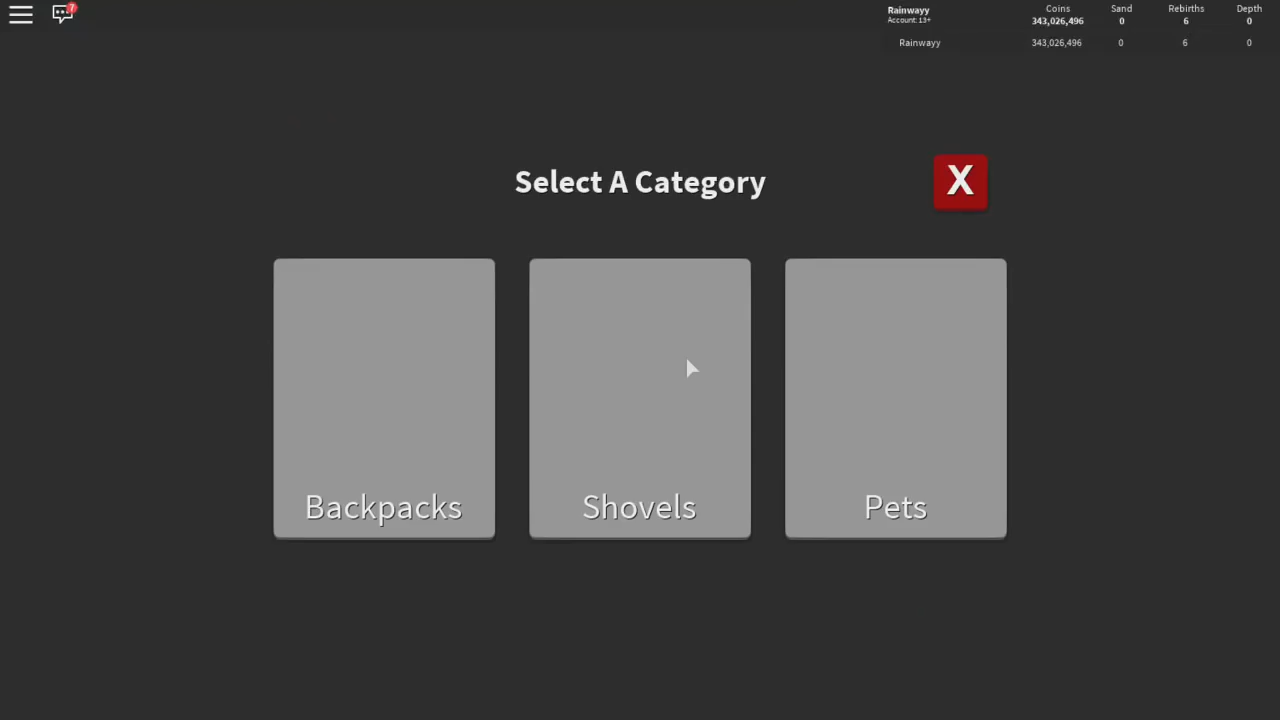 7
Rainwayy
Account: 13+
Coins Sand Rebirths Depth
343,026,496 0 6 0
Rainwayy 343,026,496 0 6 0
Select A Category
X
Backpacks Shovels Pets